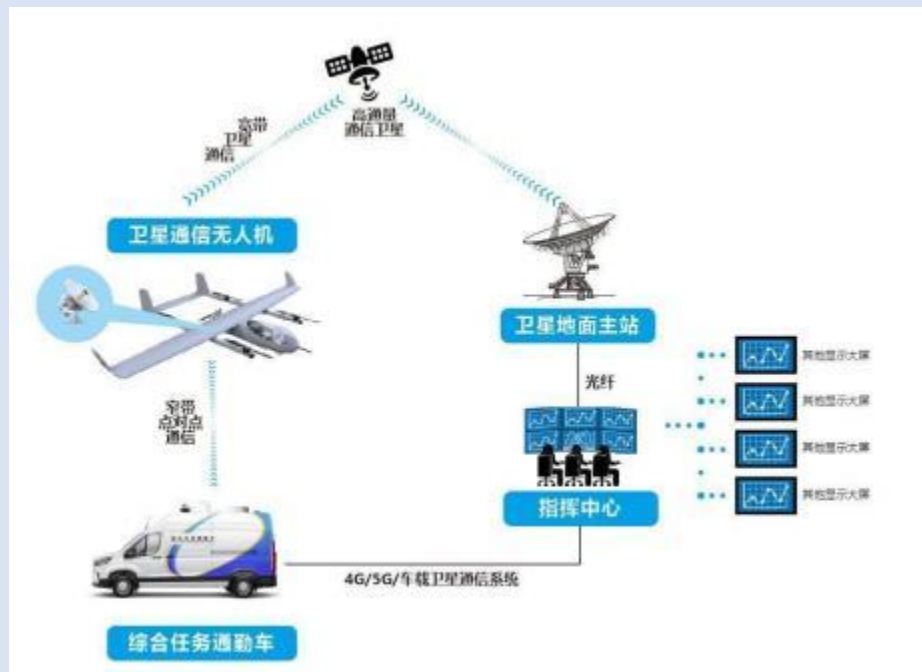 高通量
通信卫星
宽带
卫星
通信
卫星通信无人机
卫星地面主站
光纤
其他显示大屏
其他显示大屏
其他显示大屏
其他显示大屏
窄带
点对点
通信
指挥中心
4G/5G/车载卫星通信系统
综合任务通勤车